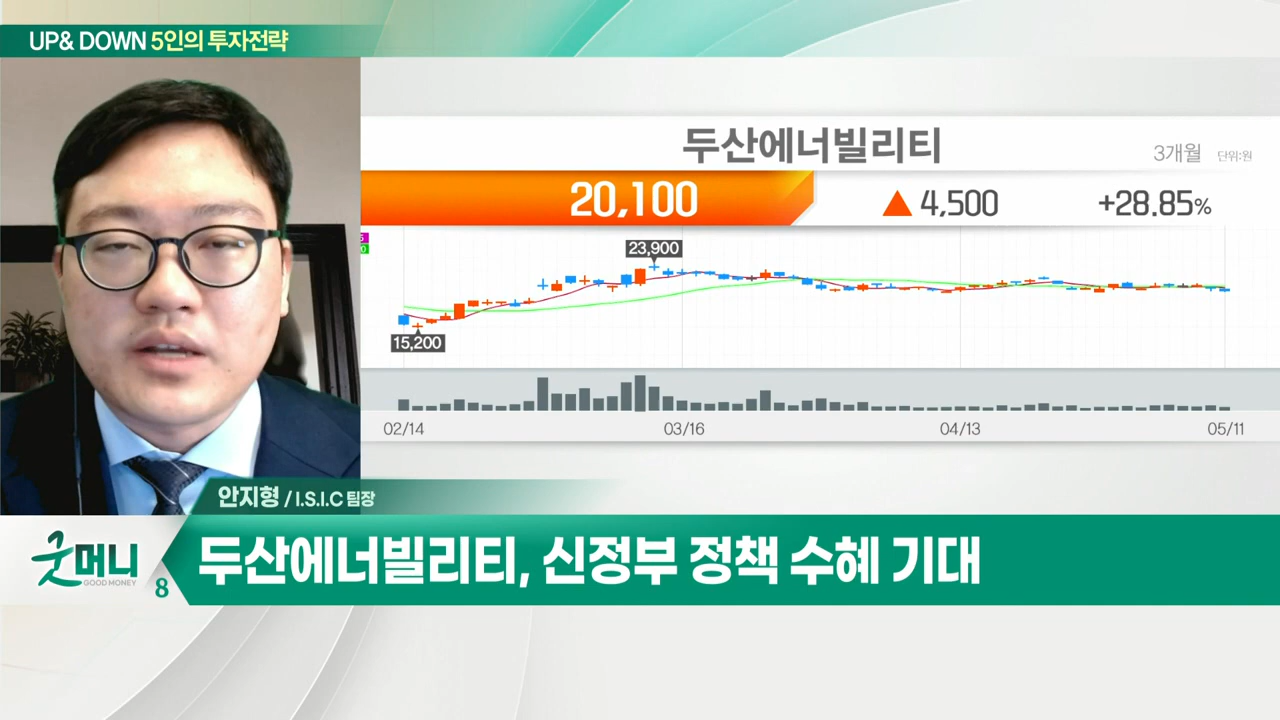 UP& DOWN 5인의 투자전략
두산에너빌리티
3개월 단위:원
20,100 ▲ 4,500 +28.85%
23,900
15,200
02/14 03/16 04/13 05/11
안지형 / I.S.I.C 팀장
굿머니
GOOD MONEY
8
두산에너빌리티, 신정부 정책 수혜 기대